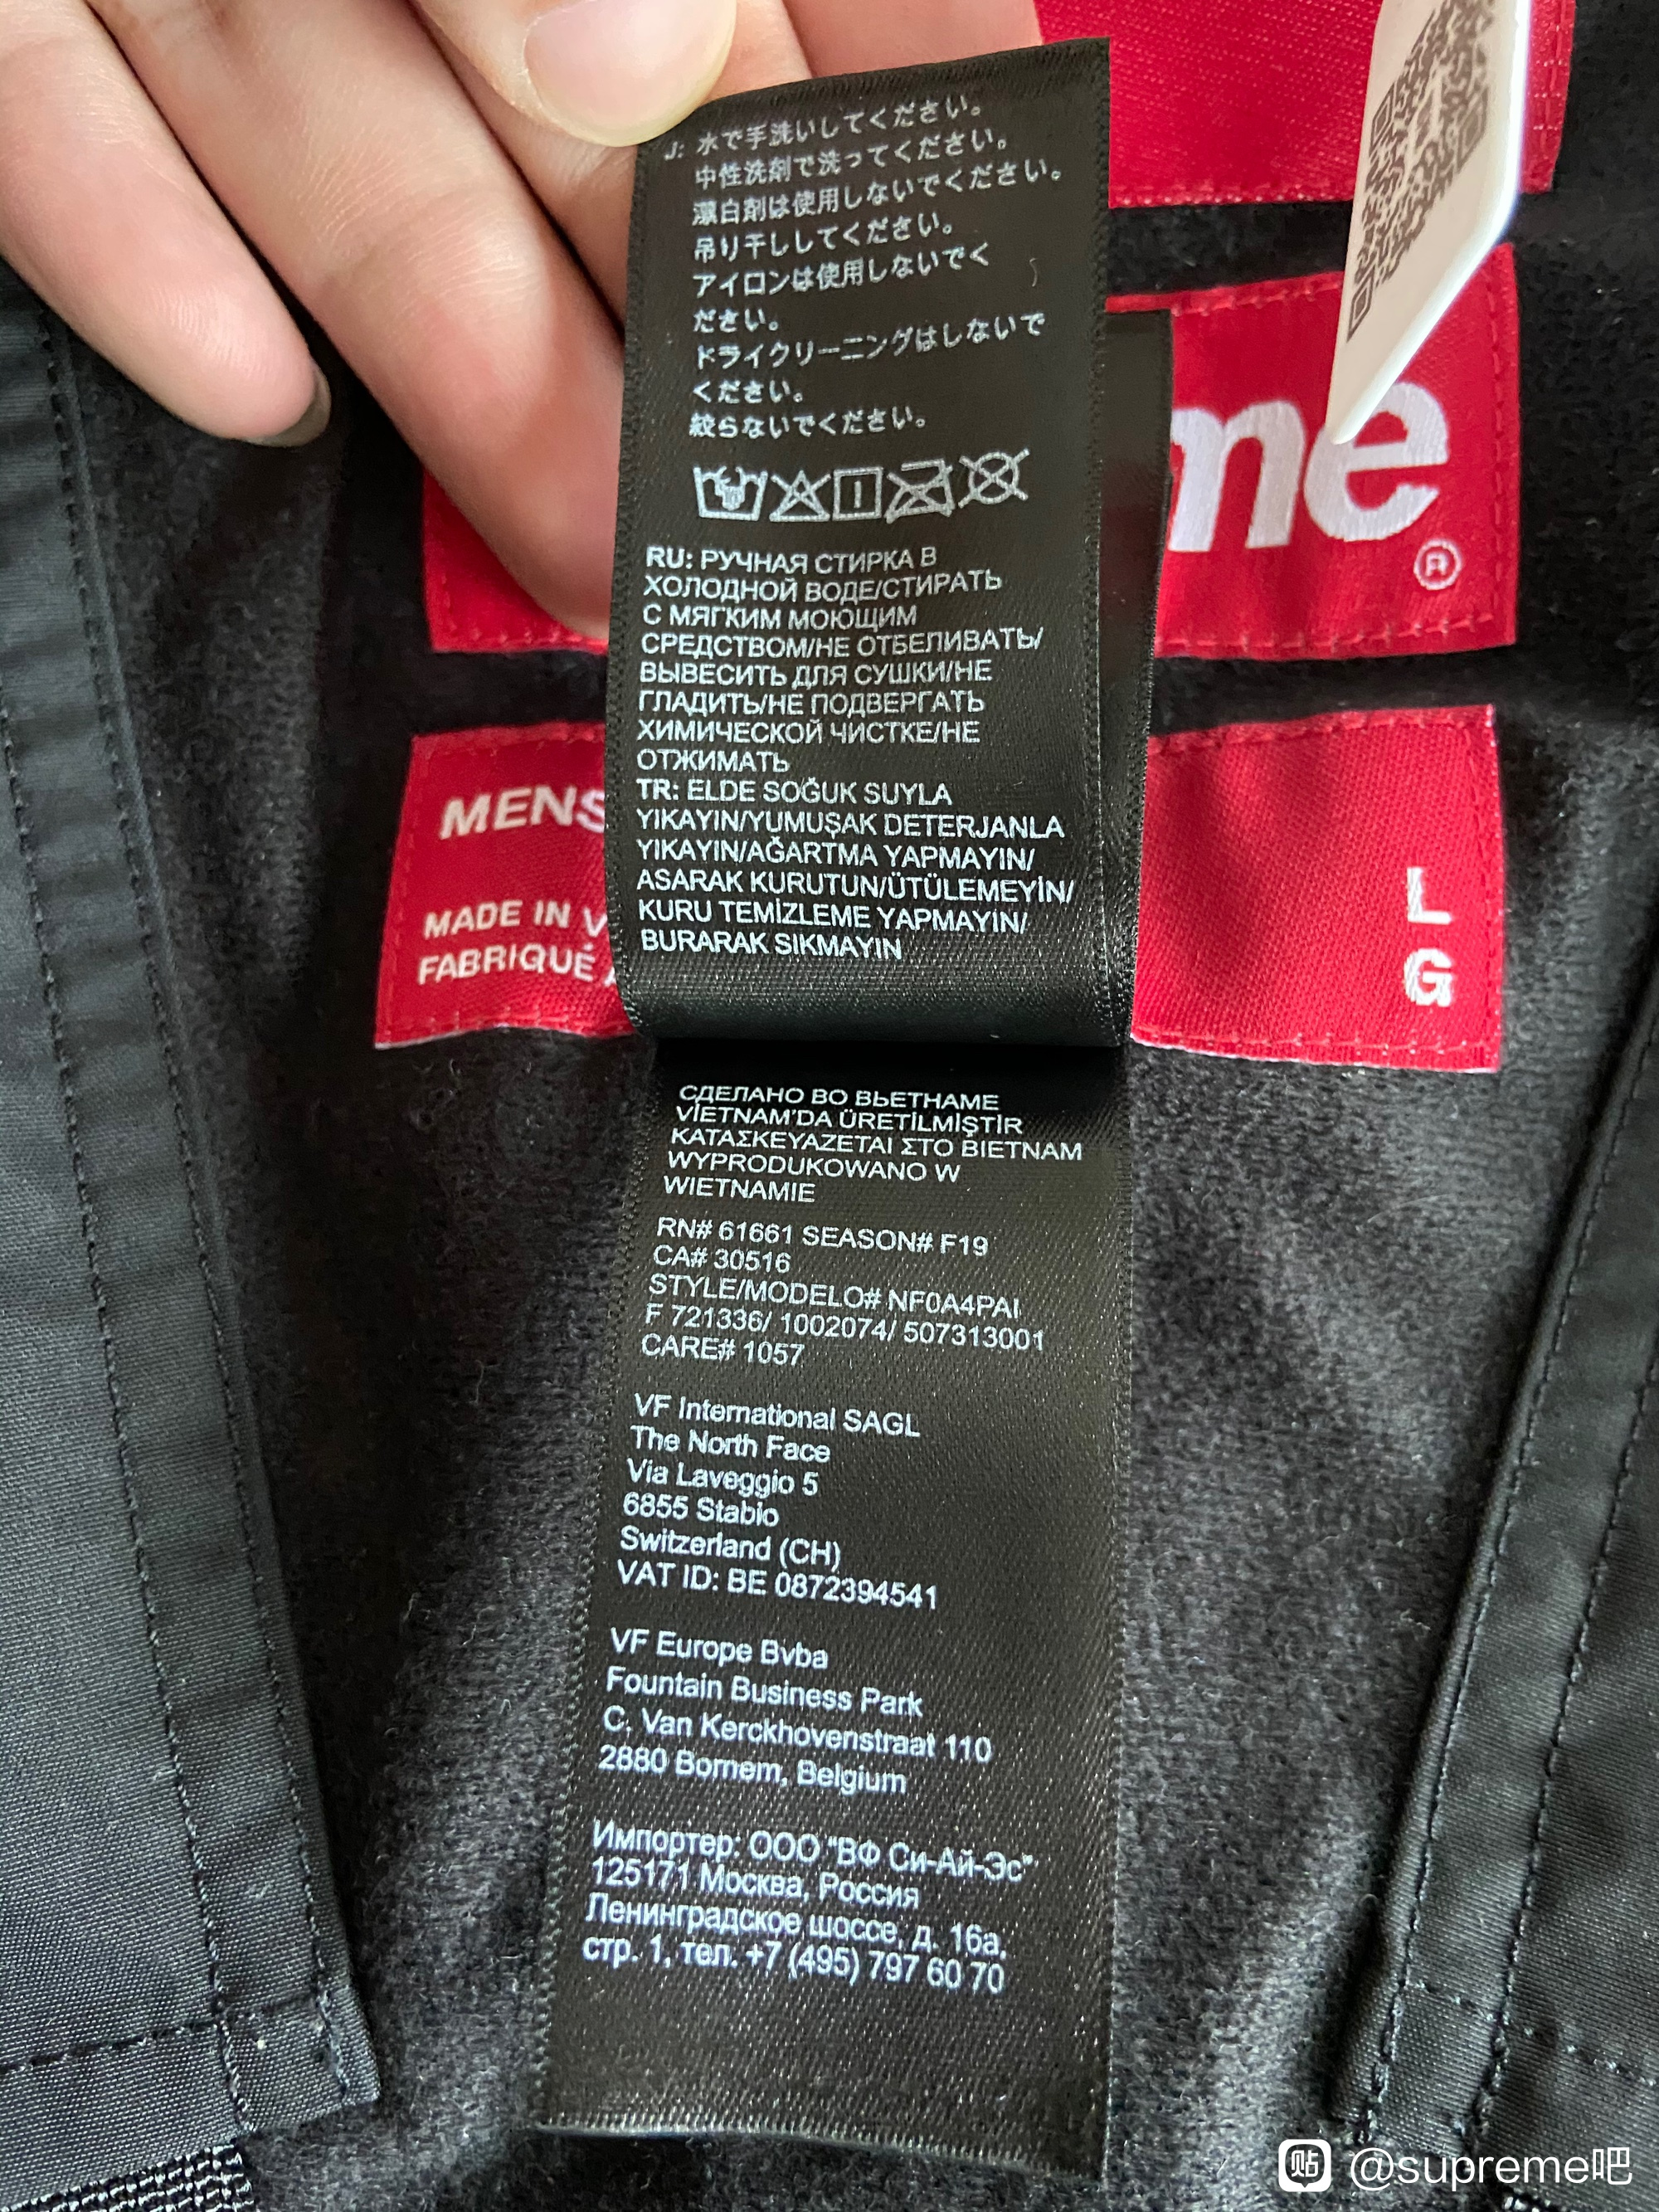 J: 水で手洗いしてください。
中性洗剤で洗ってください。
漂白剤は使用しないでください。
吊り干ししてください。
アイロンは使用しないでく
ださい。
ドライクリーニングはしないで
ください。
絞らないでください。
RU: РУЧНАЯ СТИРКА В
ХОЛОДНОЙ ВОДЕ/СТИРАТЬ
С МЯГКИМ МОЮЩИМ
СРЕДСТВОМ/НЕ ОТБЕЛИВАТЬ/
ВЫВЕСИТЬ ДЛЯ СУШКИ/НЕ
ГЛАДИТЬ/НЕ ПОДВЕРГАТЬ
ХИМИЧЕСКОЙ ЧИСТКЕ/НЕ
ОТЖИМАТЬ
TR: ELDE SOĞUK SUYLA
YIKAYIN/YUMUŞAK DETERJANLA
YIKAYIN/AĞARTMA YAPMAYIN/
ASARAK KURUTUN/ÜTÜLEMEYİN/
KURU TEMİZLEME YAPMAYIN/
BURARAK SIKMAYIN
me
®
MENS
MADE IN V
FABRIQUÉ
L
G
СДЕЛАНО ВО ВЬЕТНАМЕ
VİETNAM'DA ÜRETİLMİŞTİR
ΚΑΤΑΣΚΕΥΑΖΕΤΑΙ ΣΤΟ ΒΙΕΤΝΑΜ
WYPRODUKOWANO W
WIETNAMIE
RN# 61661 SEASON# F19
CA# 30516
STYLE/MODELO# NF0A4PAI
F 721336/ 1002074/ 507313001
CARE# 1057
VF International SAGL
The North Face
Via Laveggio 5
6855 Stabio
Switzerland (CH)
VAT ID: BE 0872394541
VF Europe Bvba
Fountain Business Park
C. Van Kerckhovenstraat 110
2880 Bornem, Belgium
Импортер: ООО "ВФ Си-Ай-Эс"
125171 Москва, Россия
Ленинградское шоссе, д. 16а,
стр. 1, тел. +7 (495) 797 60 70
贴 @supreme吧